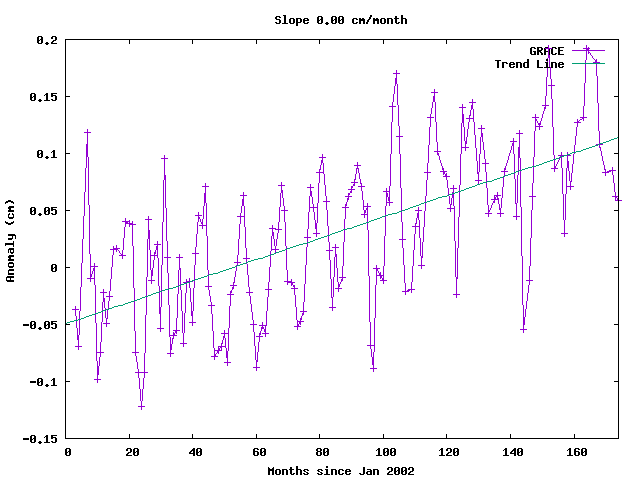 Slope 0.00 cm/month
GRACE
Trend Line
0.2
0.15
0.1
0.05
0
-0.05
-0.1
-0.15
Anomaly (cm)
0 20 40 60 80 100 120 140 160
Months since Jan 2002